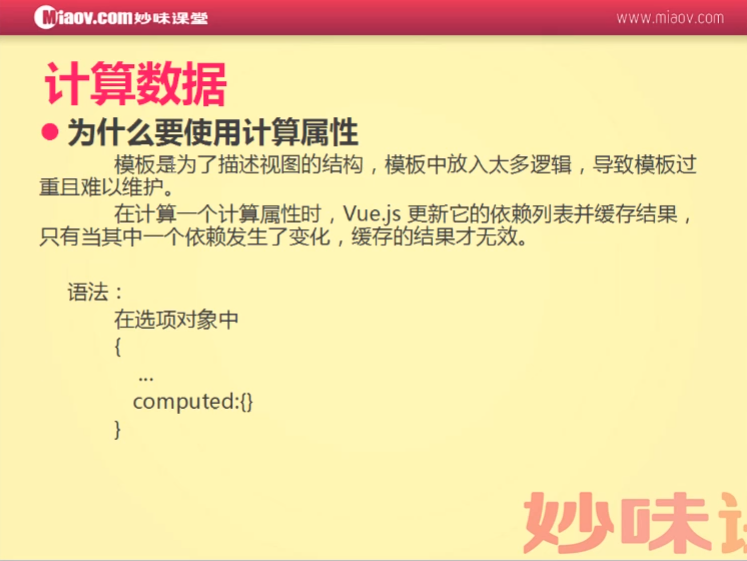 Miaov.com妙味课堂
www.miaov.com
计算数据
为什么要使用计算属性
模板是为了描述视图的结构，模板中放入太多逻辑，导致模板过
重且难以维护。
在计算一个计算属性时，Vue.js 更新它的依赖列表并缓存结果，
只有当其中一个依赖发生了变化，缓存的结果才无效。
语法：
在选项对象中
{
...
computed:{}
}
妙味课